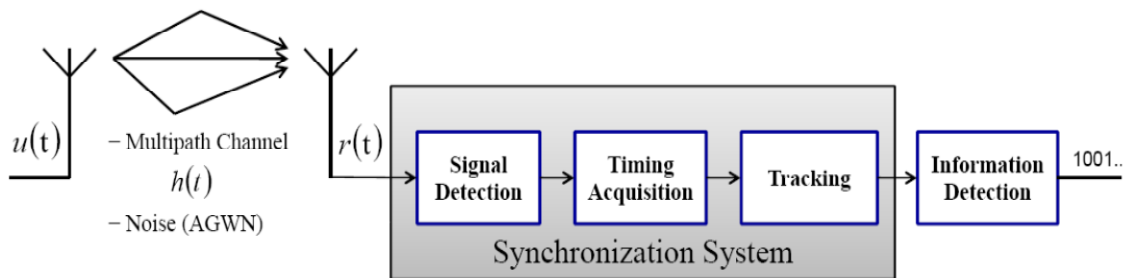 u(t)
– Multipath Channel
h(t)
– Noise (AGWN)
r(t)
Signal
Detection
Timing
Acquisition
Tracking
Synchronization System
Information
Detection
1001..